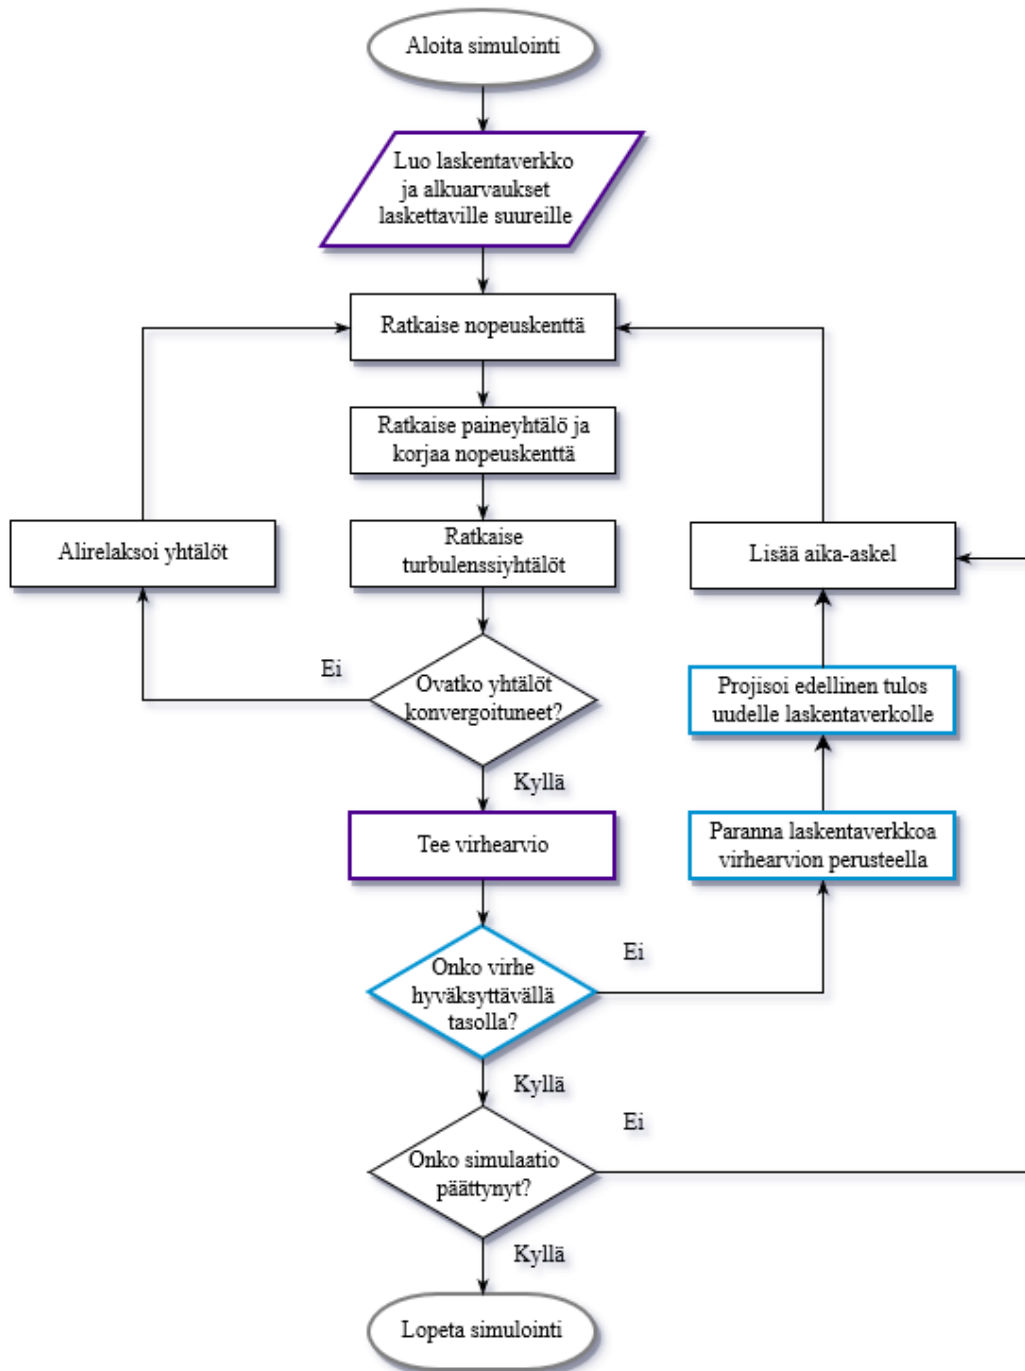 Aloita simulointi
Luo laskentaverkko
ja alkuarvaukset
laskettaville suureille
Ratkaise nopeuskenttä
Ratkaise paineyhtälö ja
korjaa nopeuskenttä
Alirelaksoi yhtälöt
Ratkaise
turbulenssiyhtälöt
Lisää aika-askel
Ei
Ovatko yhtälöt
konvergoituneet?
Projisoi edellinen tulos
uudelle laskentaverkolle
Kyllä
Tee virhearvio
Paranna laskentaverkkoa
virhearvion perusteella
Onko virhe
hyväksyttävällä
tasolla?
Ei
Kyllä
Ei
Onko simulaatio
päättynyt?
Kyllä
Lopeta simulointi